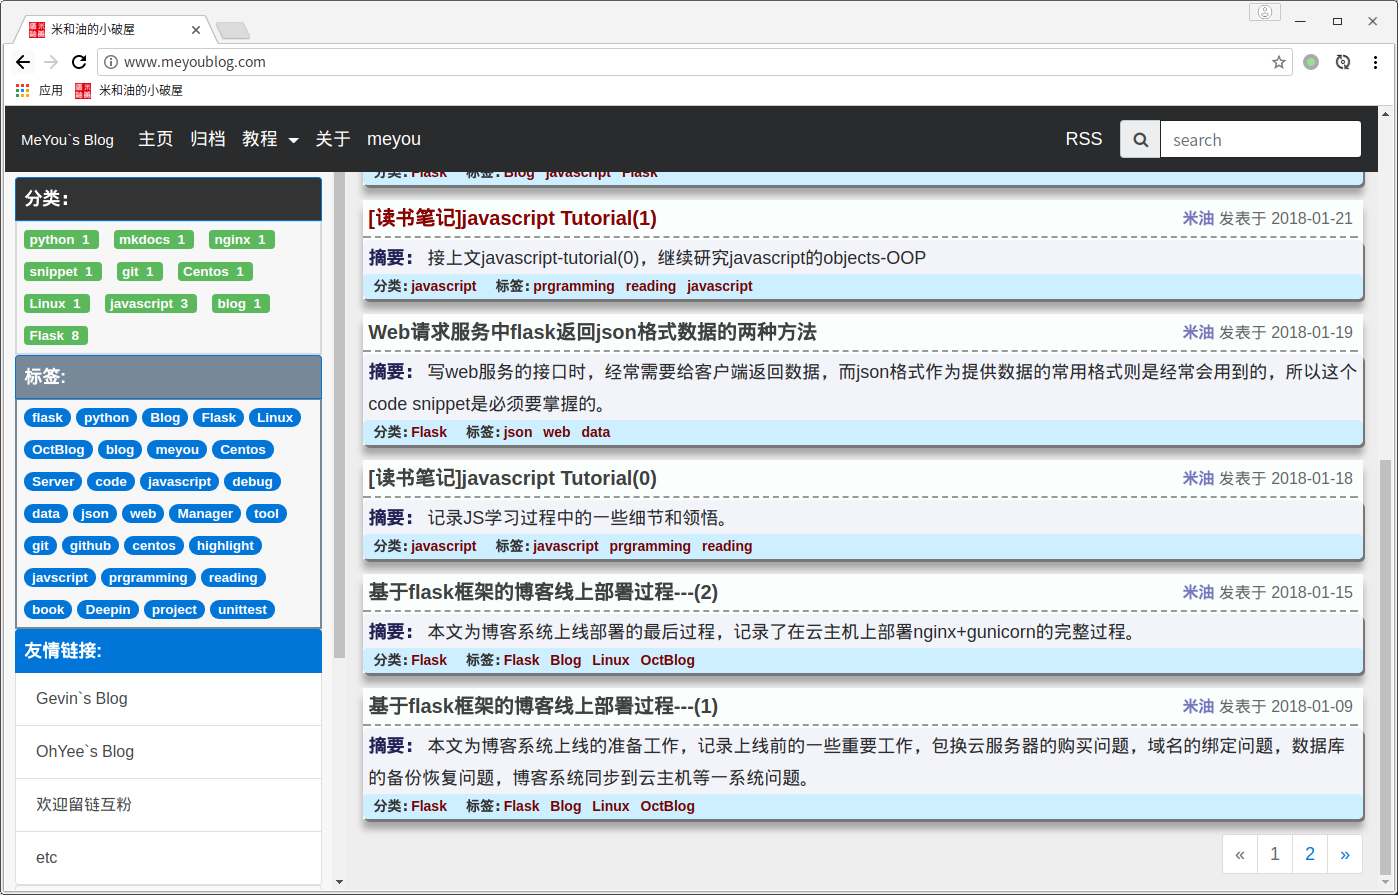 米和油的小破屋
www.meyoublog.com
应用 米和油的小破屋
MeYou`s Blog 主页 归档 教程 关于 meyou RSS search
分类：
python 1 mkdocs 1 nginx 1
snippet 1 git 1 Centos 1
Linux 1 javascript 3 blog 1
Flask 8
标签:
flask python Blog Flask Linux
OctBlog blog meyou Centos
Server code javascript debug
data json web Manager tool
git github centos highlight
javscript prgramming reading
book Deepin project unittest
友情链接:
Gevin`s Blog
OhYee`s Blog
欢迎留链互粉
etc
分类:Flask 标签:Blog javascript Flask
[读书笔记]javascript Tutorial(1) 米油 发表于 2018-01-21
摘要： 接上文javascript-tutorial(0)，继续研究javascript的objects-OOP
分类:javascript 标签:prgramming reading javascript
Web请求服务中flask返回json格式数据的两种方法 米油 发表于 2018-01-19
摘要： 写web服务的接口时，经常需要给客户端返回数据，而json格式作为提供数据的常用格式则是经常会用到的，所以这个
code snippet是必须要掌握的。
分类:Flask 标签:json web data
[读书笔记]javascript Tutorial(0) 米油 发表于 2018-01-18
摘要： 记录JS学习过程中的一些细节和领悟。
分类:javascript 标签:javascript prgramming reading
基于flask框架的博客线上部署过程---(2) 米油 发表于 2018-01-15
摘要： 本文为博客系统上线部署的最后过程，记录了在云主机上部署nginx+gunicorn的完整过程。
分类:Flask 标签:Flask Blog Linux OctBlog
基于flask框架的博客线上部署过程---(1) 米油 发表于 2018-01-09
摘要： 本文为博客系统上线的准备工作，记录上线前的一些重要工作，包换云服务器的购买问题，域名的绑定问题，数据库
的备份恢复问题，博客系统同步到云主机等一系统问题。
分类:Flask 标签:Flask Blog Linux OctBlog
« 1 2 »